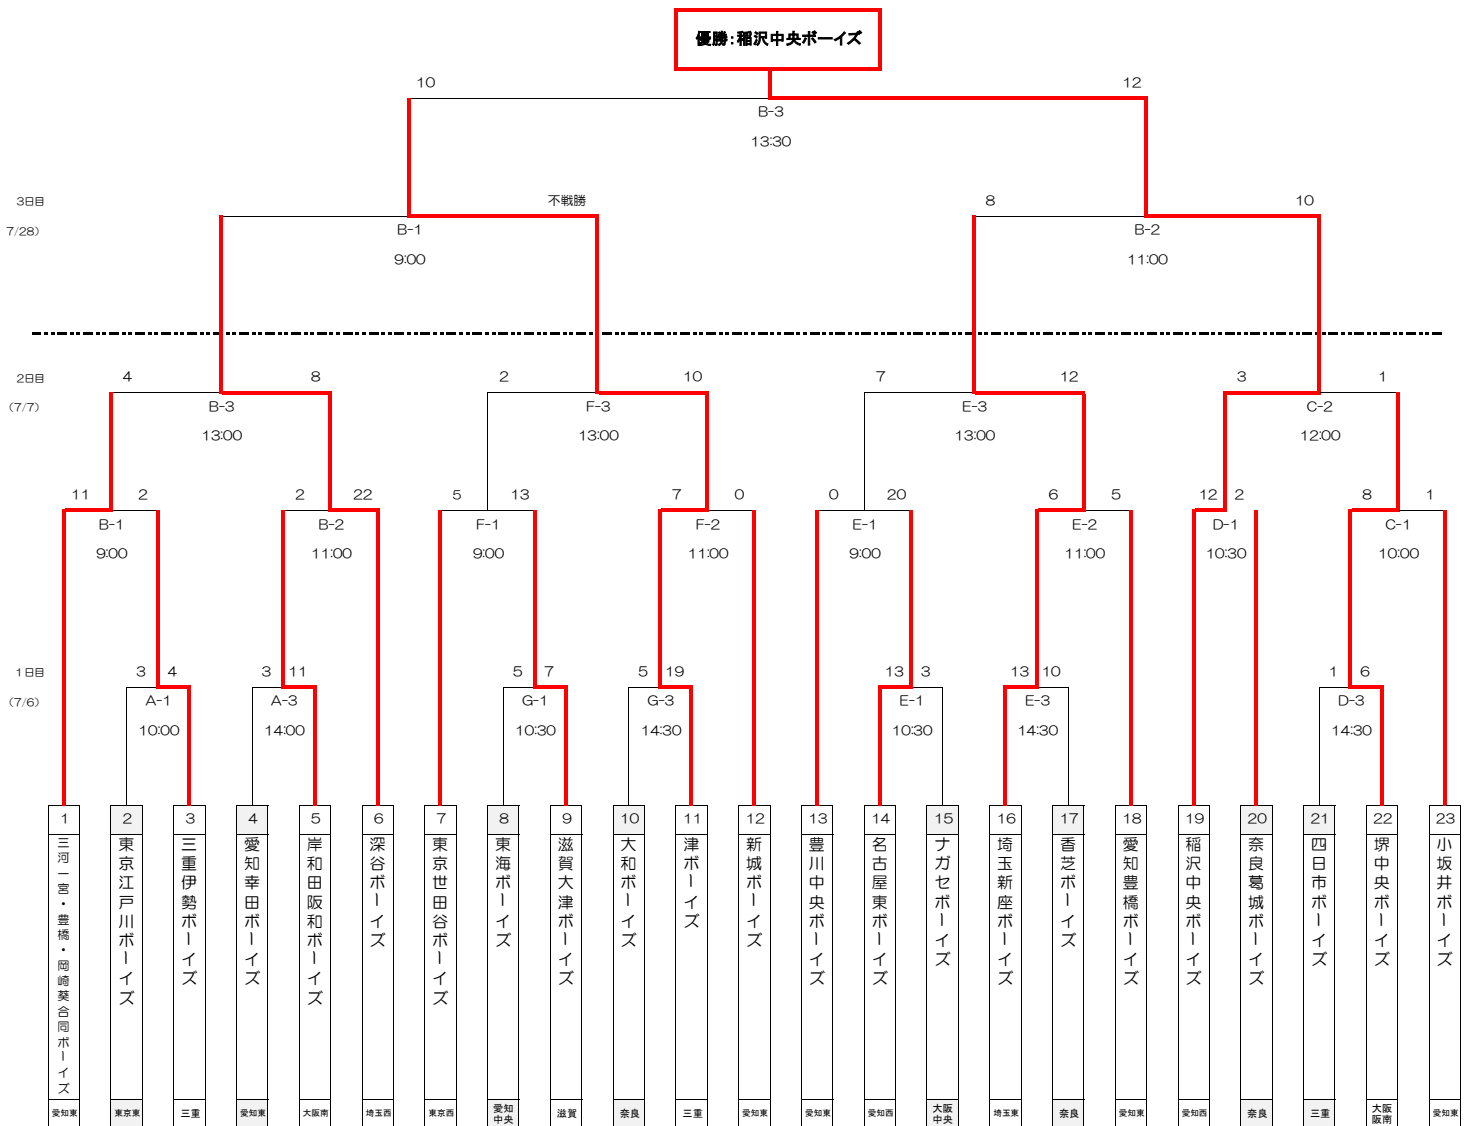 優勝:稲沢中央ボーイズ
10 12
B-3
13:30
3日目 不戦勝 8 10
7/28) B-1 B-2
9:00 11:00
2日目 4 8 2 10 7 12 3 1
(7/7) B-3 F-3 E-3 C-2
13:00 13:00 13:00 12:00
11 2 2 22 5 13 7 0 0 20 6 5 12 2 8 1
B-1 B-2 F-1 F-2 E-1 E-2 D-1 C-1
9:00 11:00 9:00 11:00 9:00 11:00 10:30 10:00
1日目 3 4 3 11 5 7 5 19 13 3 13 10 1 6
(7/6) A-1 A-3 G-1 G-3 E-1 E-3 D-3
10:00 14:00 10:30 14:30 10:30 14:30 14:30
1 2 3 4 5 6 7 8 9 10 11 12 13 14 15 16 17 18 19 20 21 22 23
三河一宮・豊橋・岡崎葵合同ボーイズ
東京江戸川ボーイズ
三重伊勢ボーイズ
愛知幸田ボーイズ
岸和田阪和ボーイズ
深谷ボーイズ
東京世田谷ボーイズ
東海ボーイズ
滋賀大津ボーイズ
大和ボーイズ
津ボーイズ
新城ボーイズ
豊川中央ボーイズ
名古屋東ボーイズ
ナガセボーイズ
埼玉新座ボーイズ
香芝ボーイズ
愛知豊橋ボーイズ
稲沢中央ボーイズ
奈良葛城ボーイズ
四日市ボーイズ
堺中央ボーイズ
小坂井ボーイズ
愛知東 東京東 三重 愛知東 大阪南 埼玉西 東京西 愛知中央 滋賀 奈良 三重 愛知東 愛知東 愛知西 大阪中央 埼玉東 奈良 愛知東 愛知西 奈良 三重 大阪阪南 愛知東